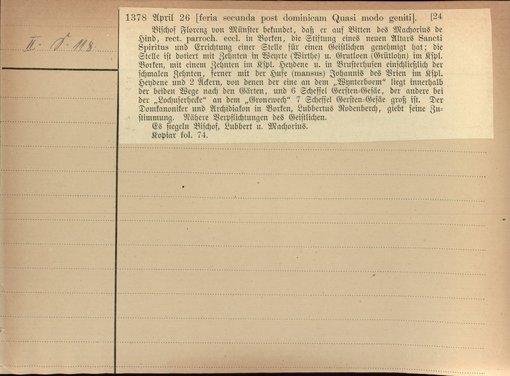 II. 118
1378 April 26 [feria secunda post dominicam Quasi modo geniti]. [24
Bischof Florenz von Münster bekundet, daß er auf Bitten des Machorius de
Hind, rect. parroch. eccl. in Borken, die Stiftung eines neuen Altars Sancti
Spiritus und Errichtung einer Stelle für einen Geistlichen genehmigt hat; die
Stelle ist dotiert mit Zehnten in Weyrte (Wirthe) u. Grutloen (Grütlohn) im Kspl.
Borken, mit einem Zehnten im Kspl. Heydene u. in Brusterhusen einschließlich der
schmalen Zehnten, ferner mit der Hufe (mansus) Johannis des Vrien im Kspl.
Heydene und 2 Äckern, von denen der eine an dem „Wynterboem" liegt innerhalb
der beiden Wege nach den Gärten, und 6 Scheffel Gersten-Gesäe, der andere bei
der „Lochuserheke" an dem „Gronewech" 7 Scheffel Gersten-Gesäe groß ist. Der
Domkanoniker und Archidiakon in Borken, Lubbertus Rodenberch, giebt seine Zu-
stimmung. Nähere Verpflichtungen des Geistlichen.
Es siegeln Bischof, Lubbert u. Machorius.
Kopiar fol. 74.